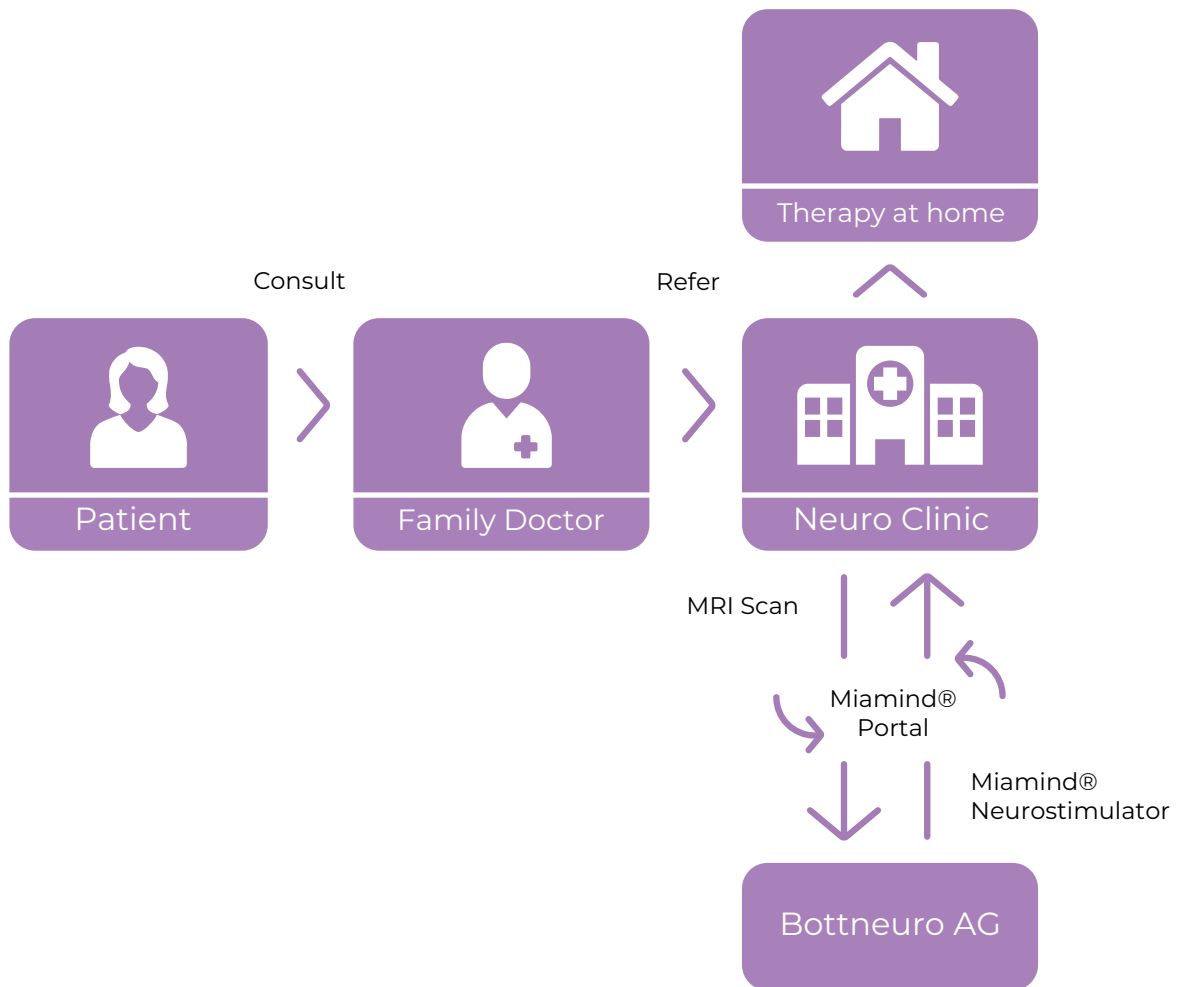 Therapy at home
Consult
Refer
Patient
Family Doctor
Neuro Clinic
MRI Scan
Miamind®
Portal
Miamind®
Neurostimulator
Bottneuro AG